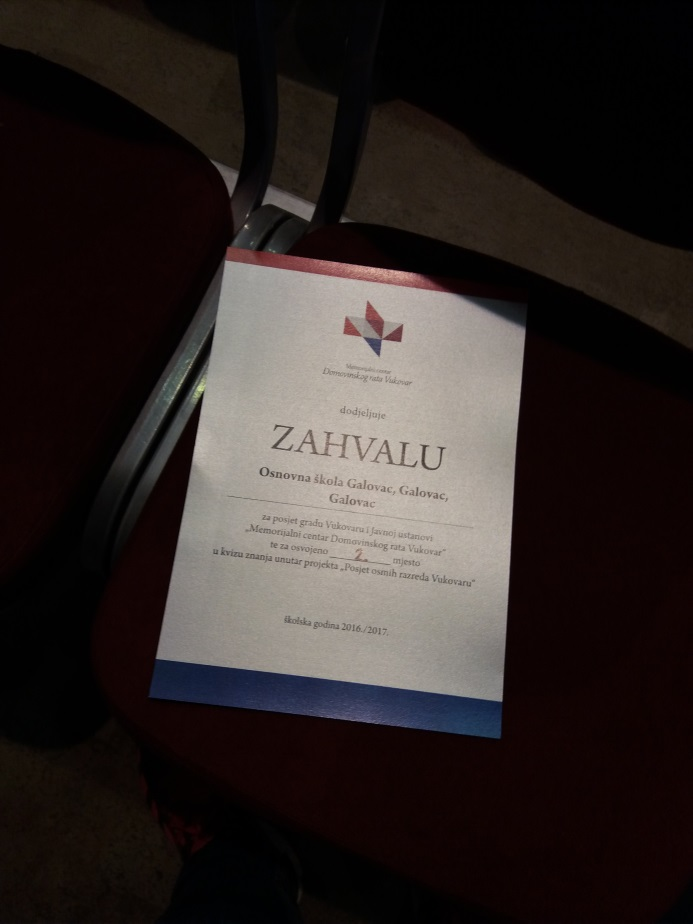 Memorijalni centar
Domovinskog rata Vukovar
dodjeljuje
ZAHVALU
Osnovna škola Galovac, Galovac,
Galovac
za posjet gradu Vukovaru i Javnoj ustanovi
„Memorijalni centar Domovinskog rata Vukovar“
te za osvojeno 2. mjesto
u kvizu znanja unutar projekta „Posjet osmih razreda Vukovaru“
školska godina 2016./2017.